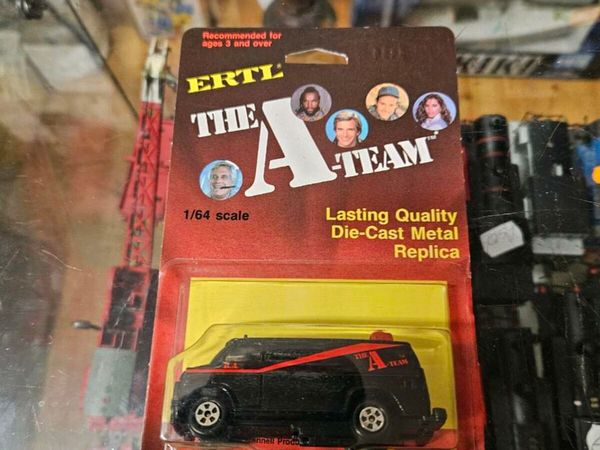 Recommended for
ages 3 and over
ERTL®
THE A-TEAM™
1/64 scale
Lasting Quality
Die-Cast Metal
Replica
THE A-TEAM